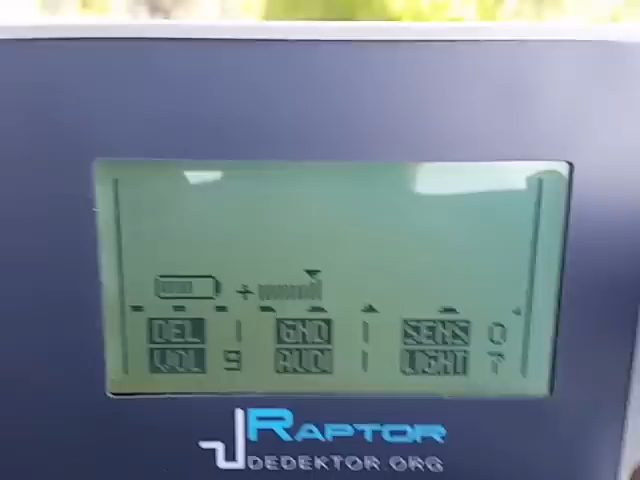 DEL 1 GND 1 SENS 0
VOL 9 AUDI 1 LIGHT 7
RAPTOR
DEDEKTOR.ORG